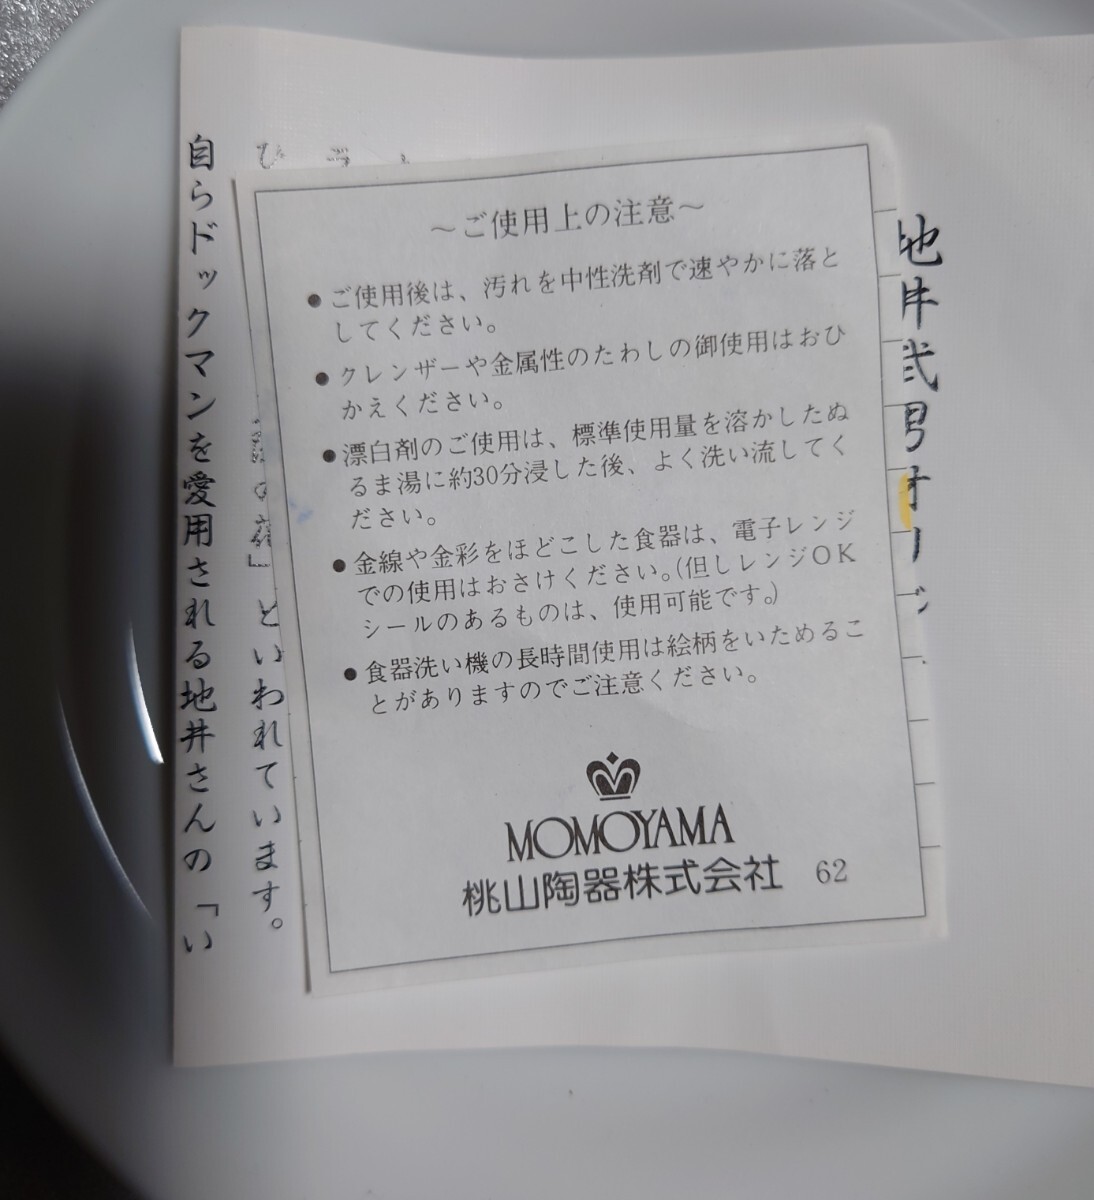 地井武男オ
～ご使用上の注意～
●ご使用後は、汚れを中性洗剤で速やかに落と
してください。
●クレンザーや金属性のたわしの御使用はおひ
かえください。
●漂白剤のご使用は、標準使用量を溶かしたぬ
るま湯に約30分浸した後、よく洗い流してく
ださい。
●金線や金彩をほどこした食器は、電子レンジ
での使用はおさけください。(但しレンジOK
シールのあるものは、使用可能です。)
●食器洗い機の長時間使用は絵柄をいためるこ
とがありますのでご注意ください。
MOMOYAMA
桃山陶器株式会社 62
」といわれています。
自らドックマンを愛用される地井さんの「い